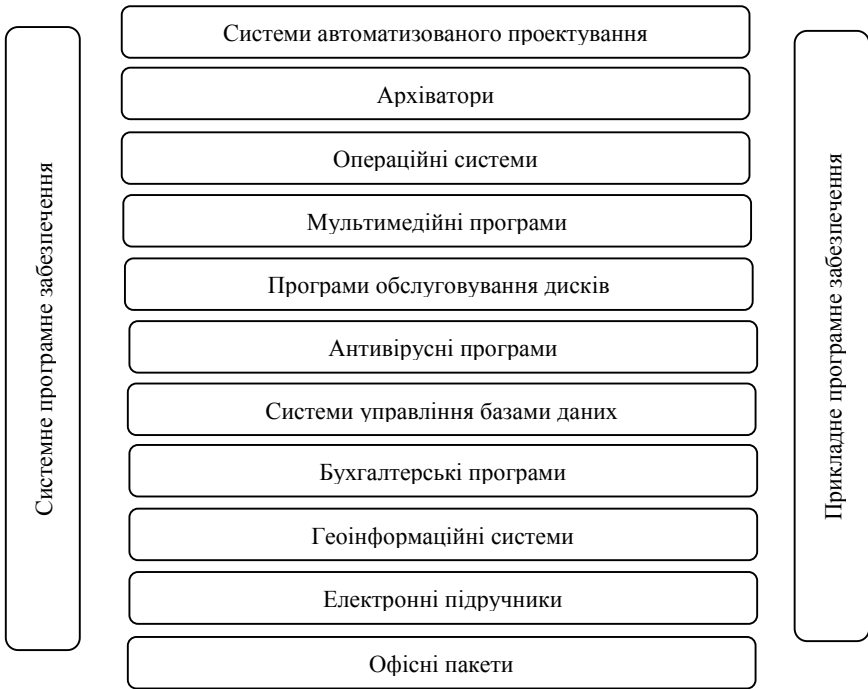 Системне програмне забезпечення
Системи автоматизованого проектування
Архіватори
Операційні системи
Мультимедійні програми
Програми обслуговування дисків
Антивірусні програми
Системи управління базами даних
Бухгалтерські програми
Геоінформаційні системи
Електронні підручники
Офісні пакети
Прикладне програмне забезпечення